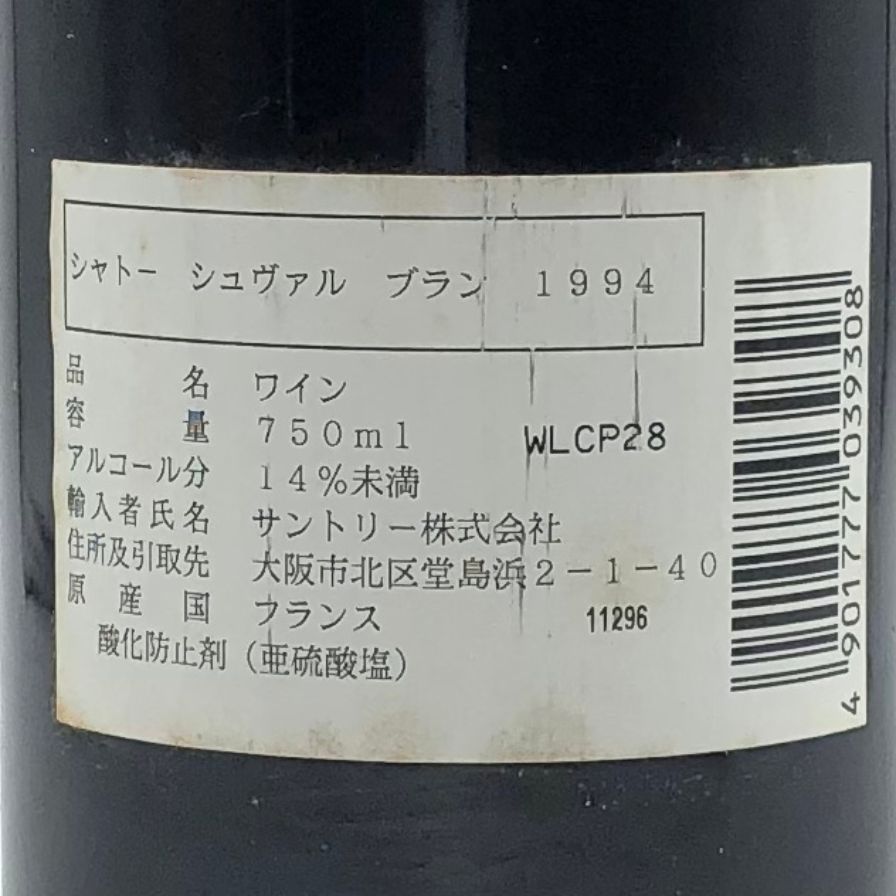 シャトー　シュヴァル　ブラン　１９９４
品名　ワイン
容量　７５０ｍｌ　WLCP28
アルコール分　１４％未満
輸入者氏名　サントリー株式会社
住所及引取先　大阪市北区堂島浜２－１－４０
原産国　フランス　11296
酸化防止剤（亜硫酸塩）
4 901777 039308